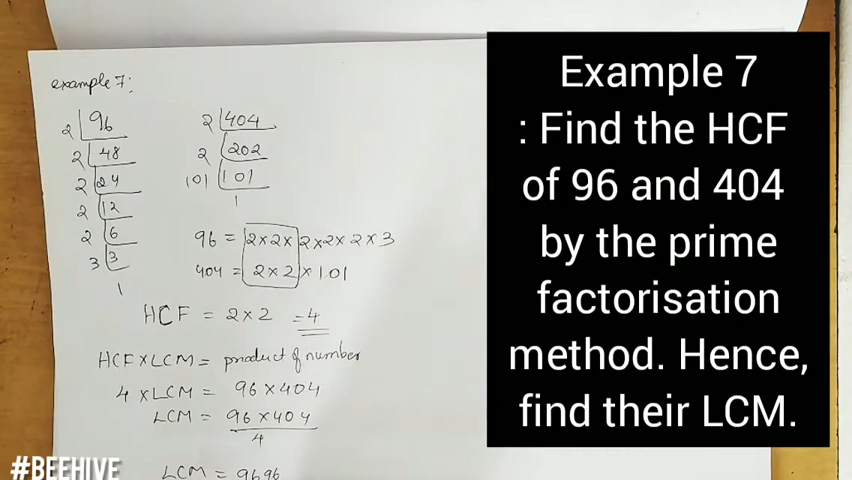 example 7:
2 96
2 48
2 24
2 12
2 6
3 3
1
2 404
2 202
101 101
1
96 = 2×2× 2×2×2×3
404 = 2×2 ×101
HCF = 2×2 =4
HCF×LCM = product of number
4 ×LCM = 96×404
LCM = 96×404
4
LCM = 9696
Example 7
: Find the HCF
of 96 and 404
by the prime
factorisation
method. Hence,
find their LCM.
#BEEHIVE